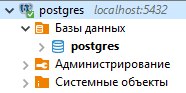 postgres localhost:5432
Базы данных
postgres
Администрирование
Системные объекты